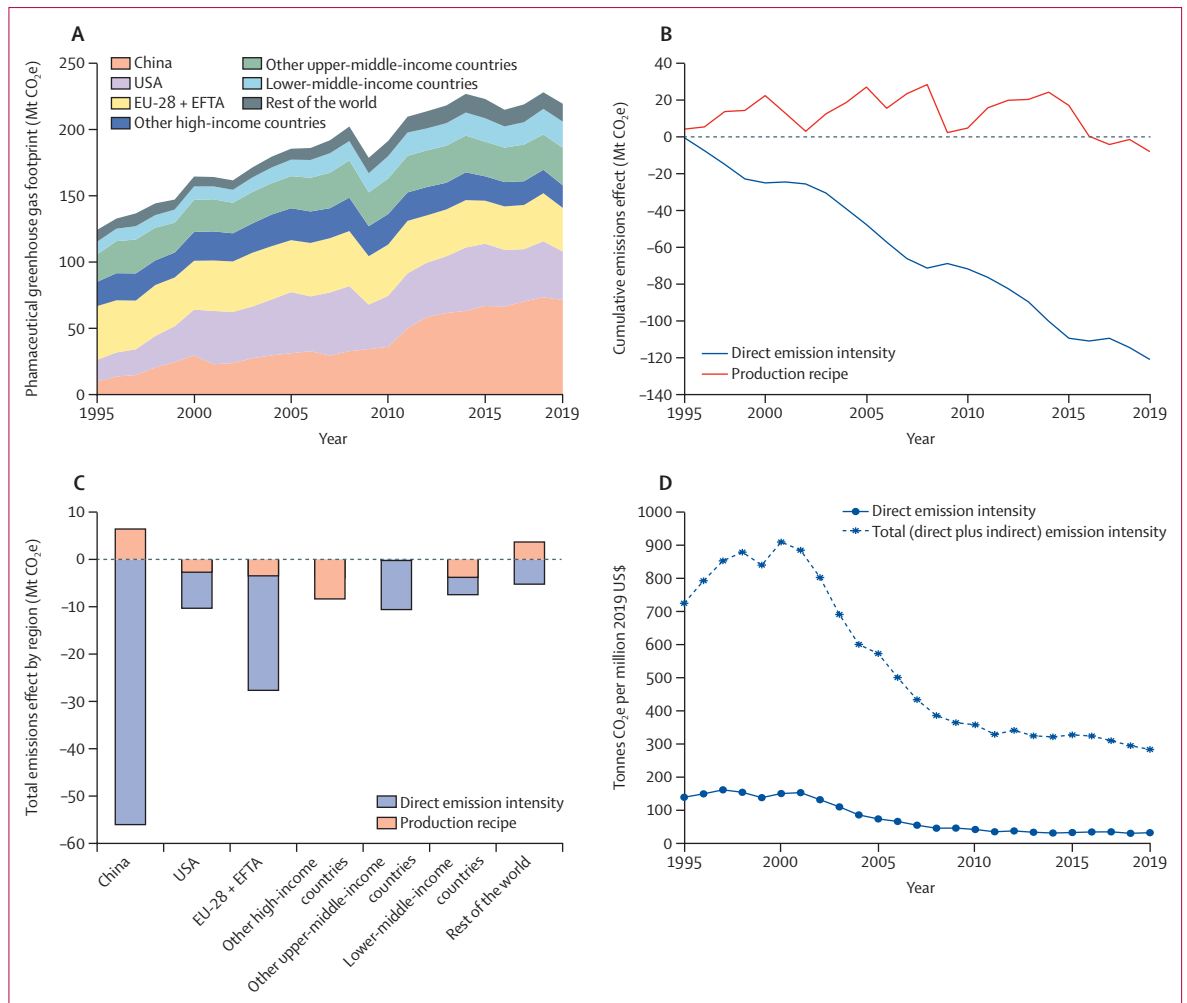 A
Phamaceutical greenhouse gas footprint (Mt CO₂e)
250
200
150
100
50
0
China
USA
EU-28 + EFTA
Other high-income countries
Other upper-middle-income countries
Lower-middle-income countries
Rest of the world
1995
2000
2005
2010
2015
2019
Year
B
Cumulative emissions effect (Mt CO₂e)
40
20
0
–20
–40
–60
–80
–100
–120
–140
Direct emission intensity
Production recipe
1995
2000
2005
2010
2015
2019
Year
C
Total emissions effect by region (Mt CO₂e)
10
0
–10
–20
–30
–40
–50
–60
Direct emission intensity
Production recipe
China
USA
EU-28 + EFTA
Other high-income
countries
Other upper-middle-income
countries
Lower-middle-income
countries
Rest of the world
D
Tonnes CO₂e per million 2019 US$
1000
900
800
700
600
500
400
300
200
100
0
Direct emission intensity
Total (direct plus indirect) emission intensity
1995
2000
2005
2010
2015
2019
Year